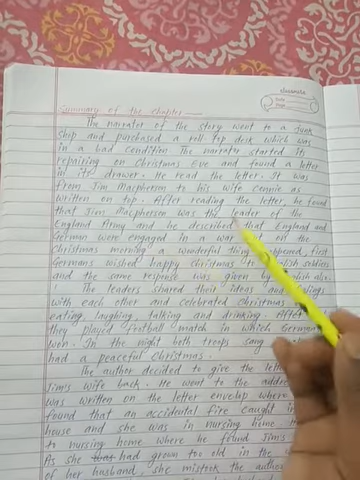 classmate
Date
Page
Summary of the Chapter
The narrator of the story went to a Junk
shop and purchased a roll top desk which was
in a bad condition. The narrator started it
repairing on Christmas Eve and found a letter
in its drawer. He read the letter. It was
from Jim Macpherson to his wife Connie as
written on top. After reading the letter, he found
that Jim Macpherson was the leader of the
England Army and he described that England and
German were engaged in a war but on the
christmas morning a wonderful thing happened, first
Germans wished happy christmas to English soldiers
and the same response was given by English also.
The leaders shared their ideas and feelings
with each other and celebrated Christmas
eating, laughing, talking and drinking. After
they played football match in which German
won. In the night both troops sang
had a peaceful christmas.
The author decided to give the letter
Jim's wife back. He went to the
was written on the letter envelop where
found that an accidental fire caught in
house and she was in nursing home.
to nursing home where he found Jim's
As she had grown too old in the
of her husband, she mistook the author